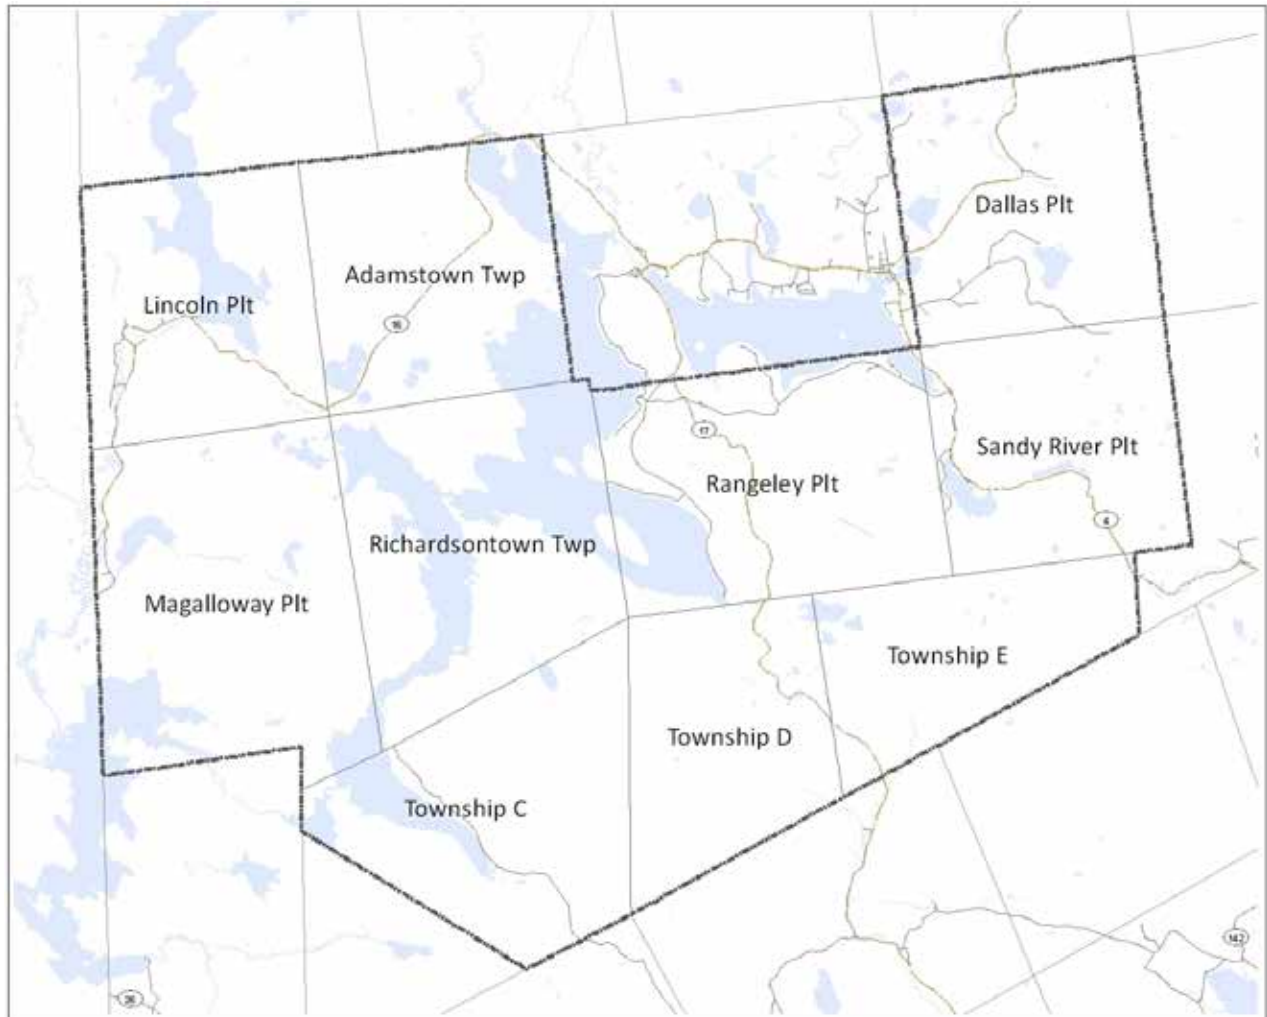 Dallas Plt
Adamstown Twp
Lincoln Plt
16
17
Sandy River Plt
Rangeley Plt
4
Richardsontown Twp
Magalloway Plt
Township E
Township D
Township C
142
26